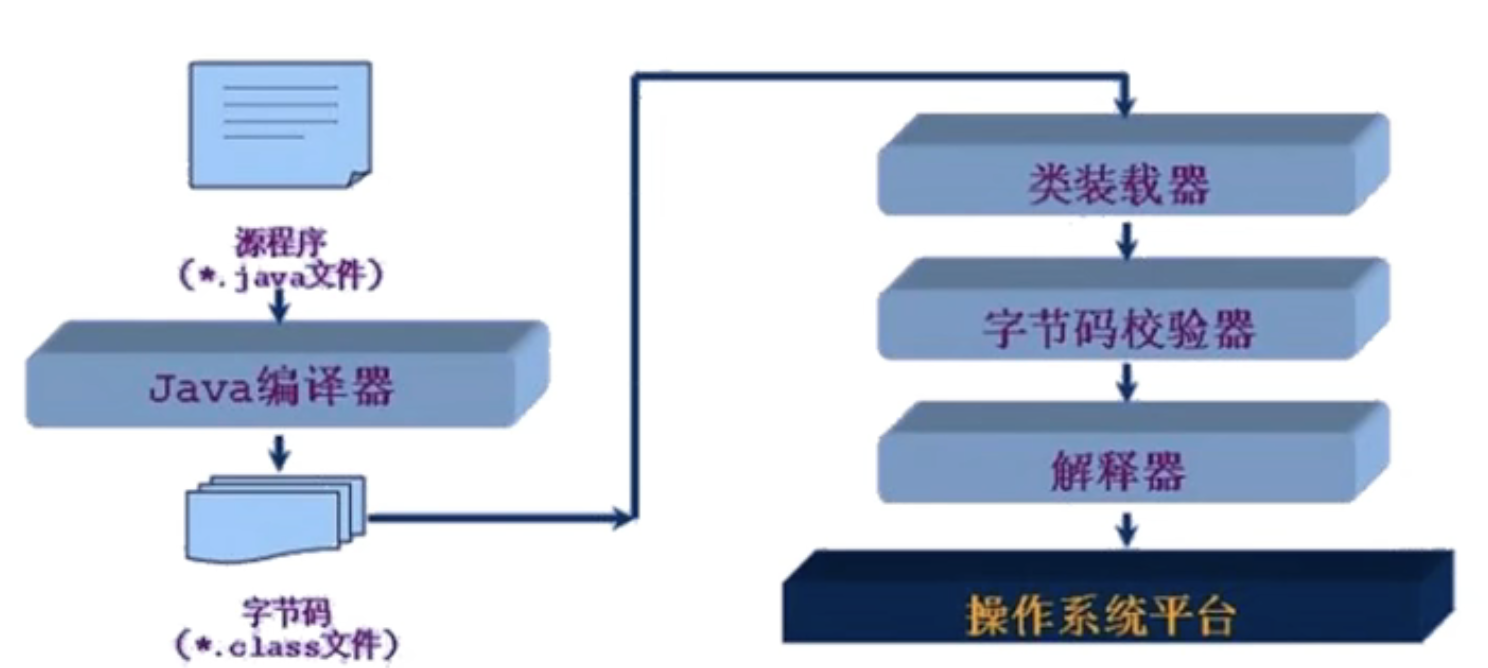 源程序
(*.java文件)
Java编译器
字节码
(*.class文件)
类装载器
字节码校验器
解释器
操作系统平台